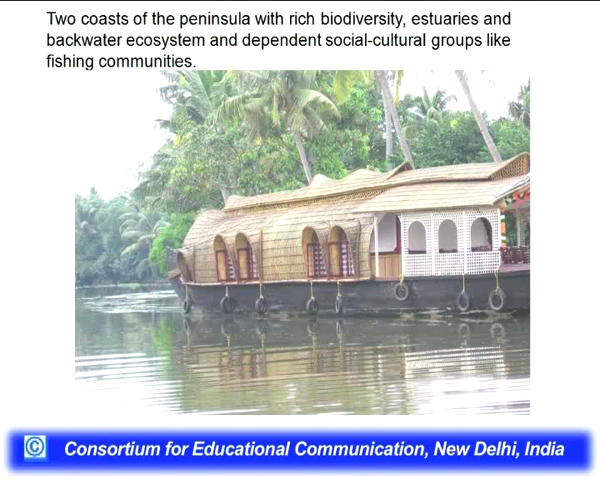 Two coasts of the peninsula with rich biodiversity, estuaries and
backwater ecosystem and dependent social-cultural groups like
fishing communities.
© Consortium for Educational Communication, New Delhi, India